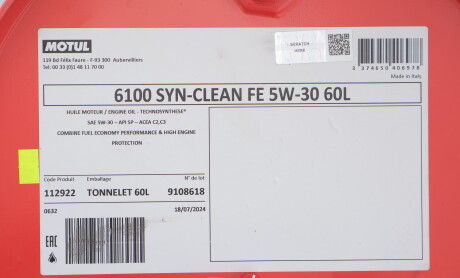 MOTUL
119 Bd Félix Faure - F-93 300 Aubervilliers
Tel: 00 33 (0)1 48 11 70 00
SCRATCH
HERE
3 374650 406978
Made in Italy
6100 SYN-CLEAN FE 5W-30 60L
HUILE MOTEUR / ENGINE OIL - TECHNOSYNTHESE®
SAE 5W-30 – API SP – ACEA C2,C3
COMBINE FUEL ECONOMY PERFORMANCE & HIGH ENGINE
PROTECTION
Code Produit Emballage N° de lot
112922 TONNELET 60L 9108618
0632 18/07/2024
EAC